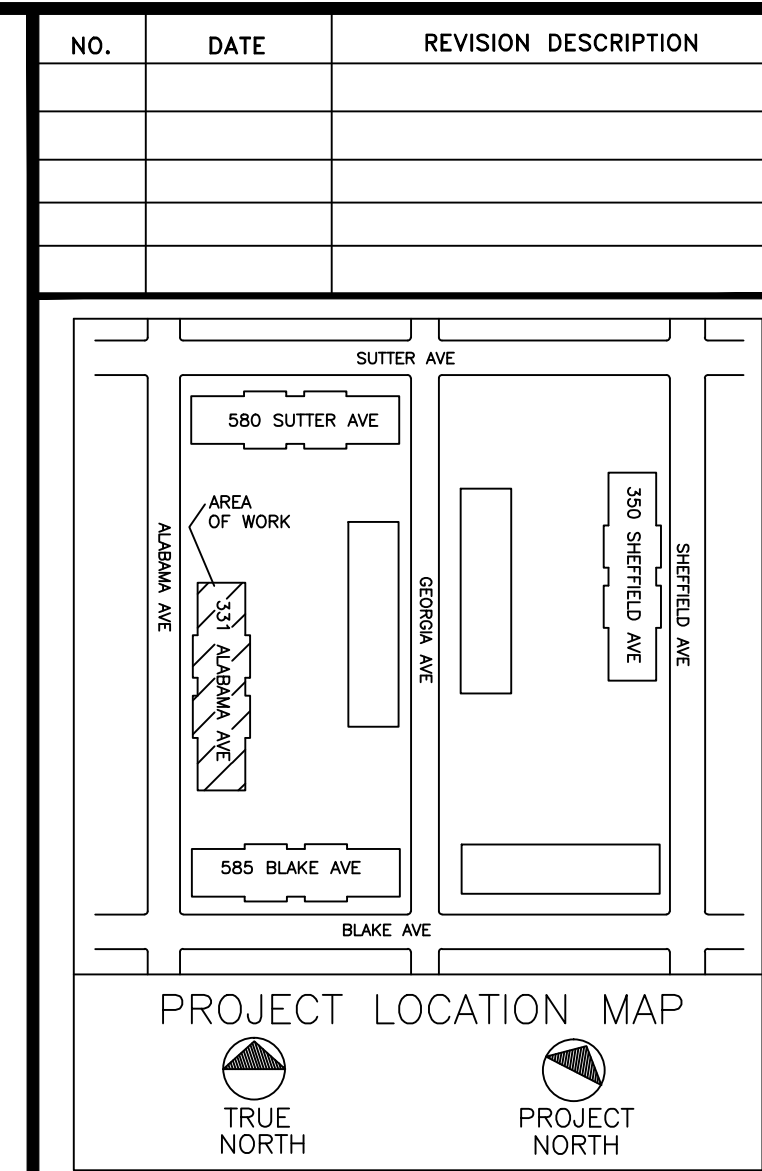 NO. DATE REVISION DESCRIPTION
SUTTER AVE
580 SUTTER AVE
AREA
OF WORK
ALABAMA AVE
331 ALABAMA AVE
GEORGIA AVE
350 SHEFFIELD AVE
SHEFFIELD AVE
585 BLAKE AVE
BLAKE AVE
PROJECT LOCATION MAP
TRUE
NORTH
PROJECT
NORTH